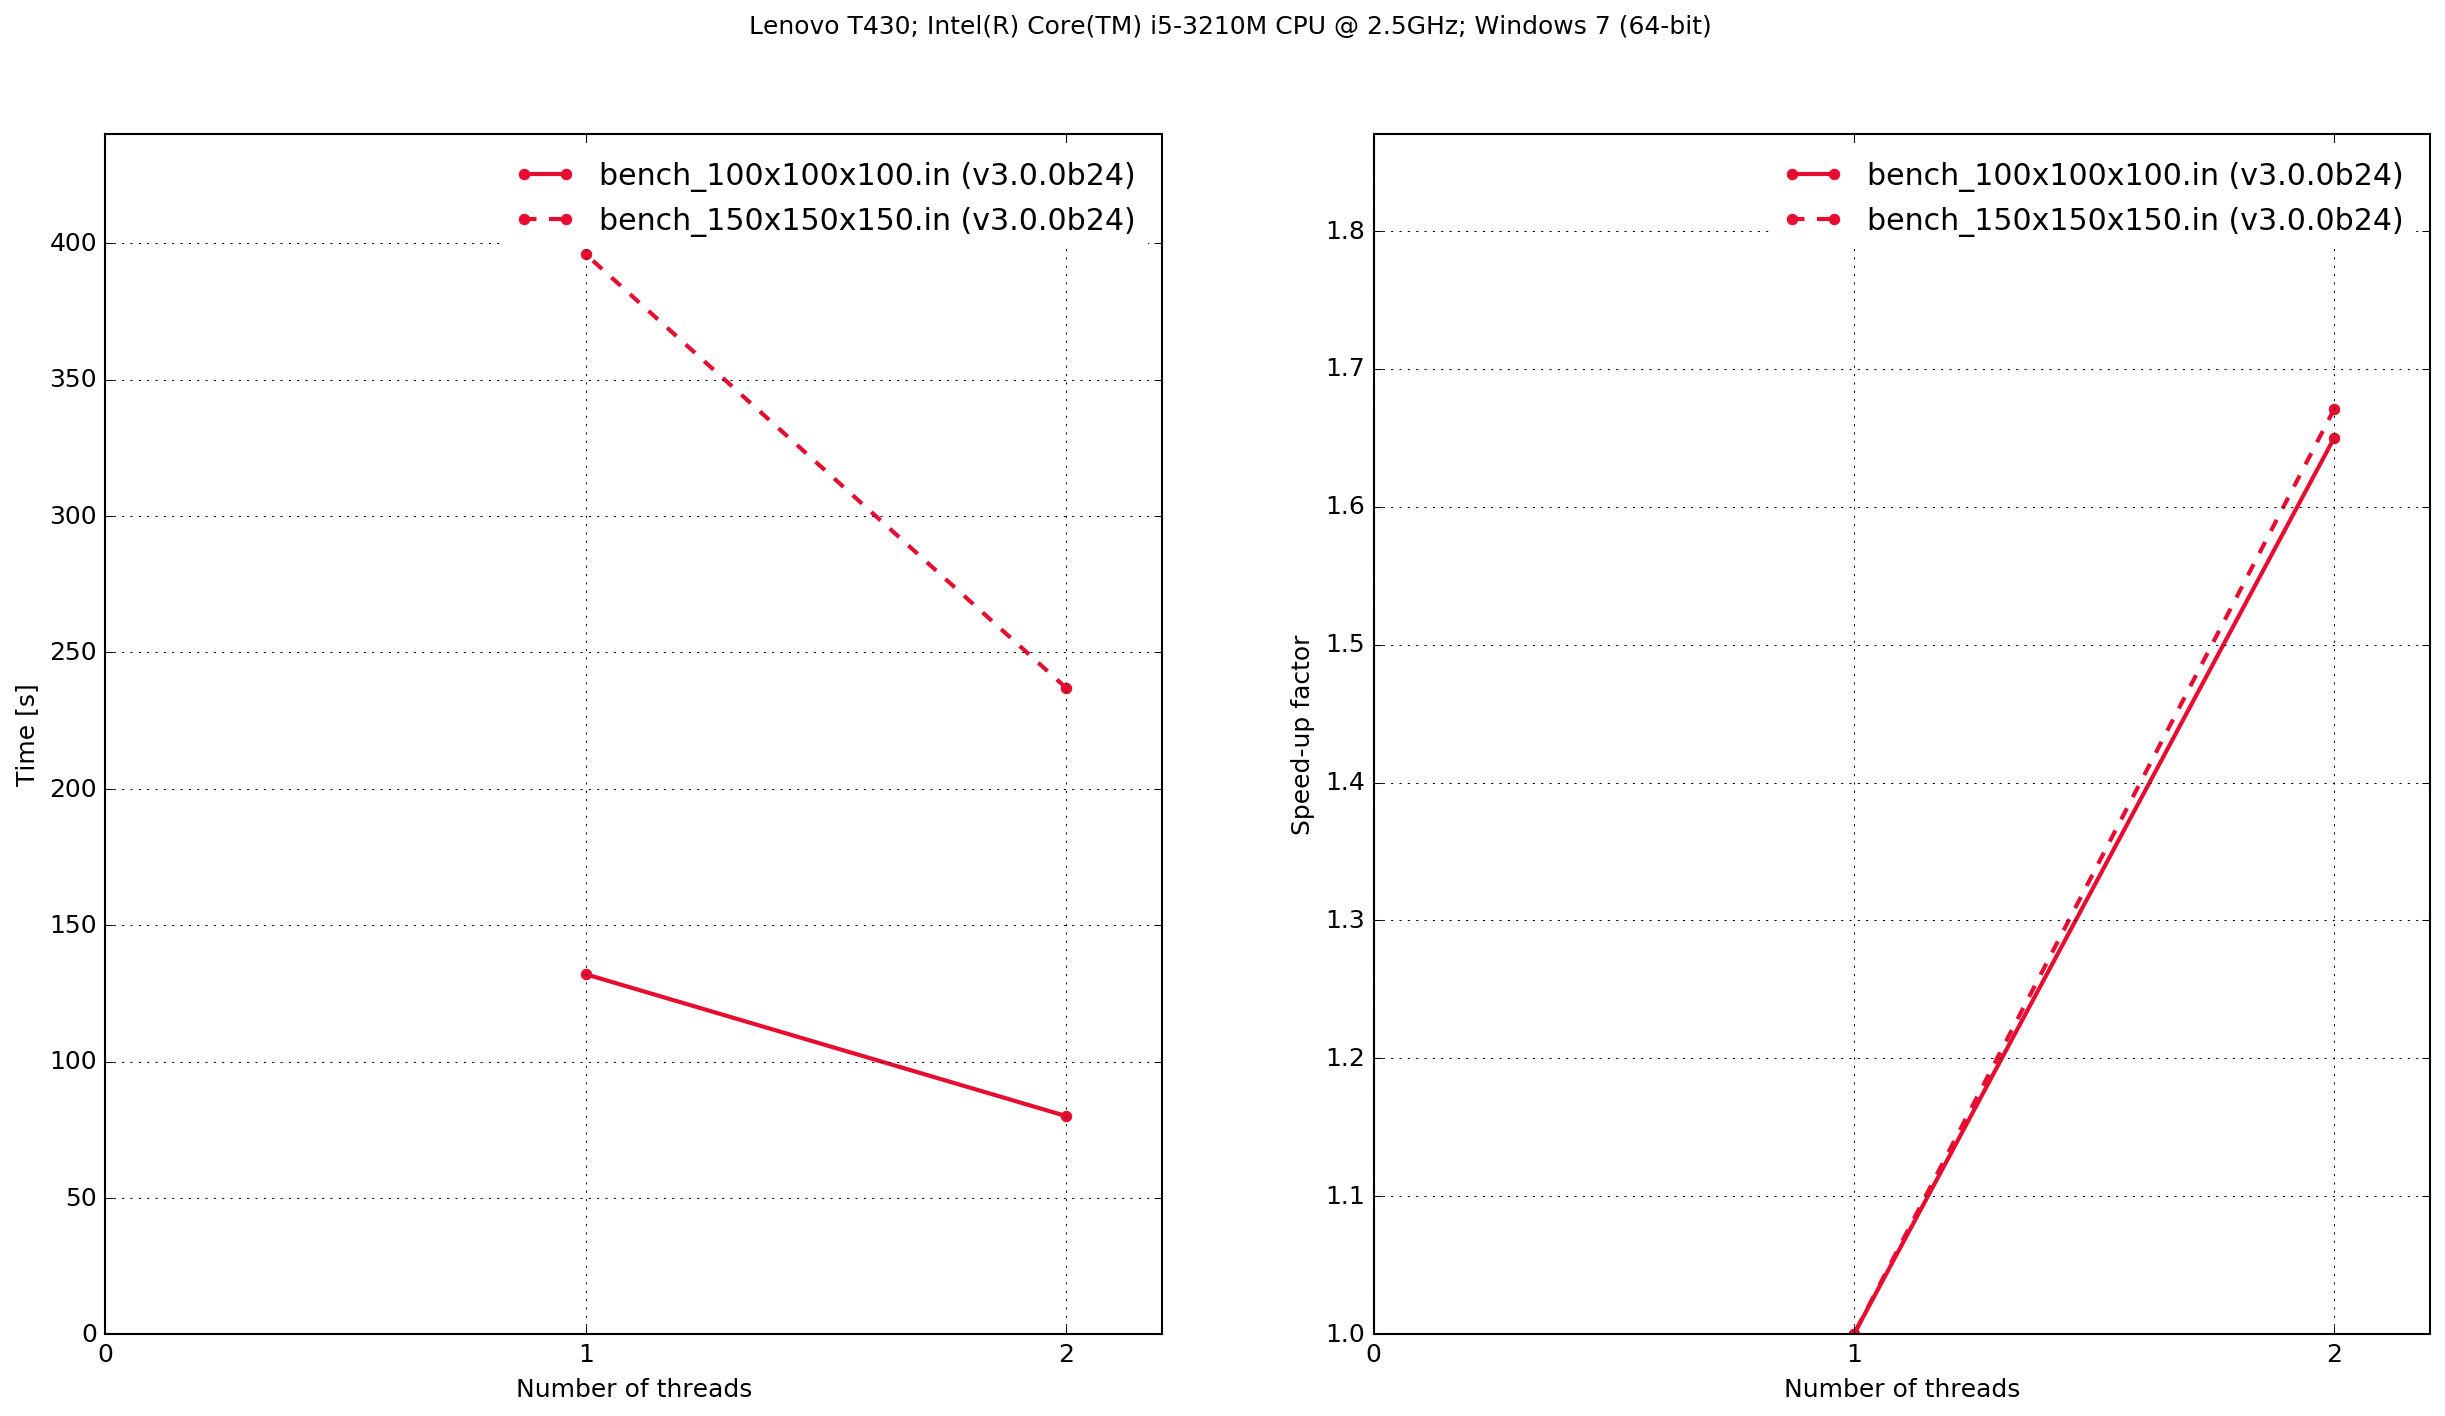 Lenovo T430; Intel(R) Core(TM) i5-3210M CPU @ 2.5GHz; Windows 7 (64-bit)
bench_100x100x100.in (v3.0.0b24)
bench_150x150x150.in (v3.0.0b24)
400
350
300
250
200
150
100
50
0
Time [s]
0 1 2
Number of threads
bench_100x100x100.in (v3.0.0b24)
bench_150x150x150.in (v3.0.0b24)
1.8
1.7
1.6
1.5
1.4
1.3
1.2
1.1
1.0
Speed-up factor
0 1 2
Number of threads